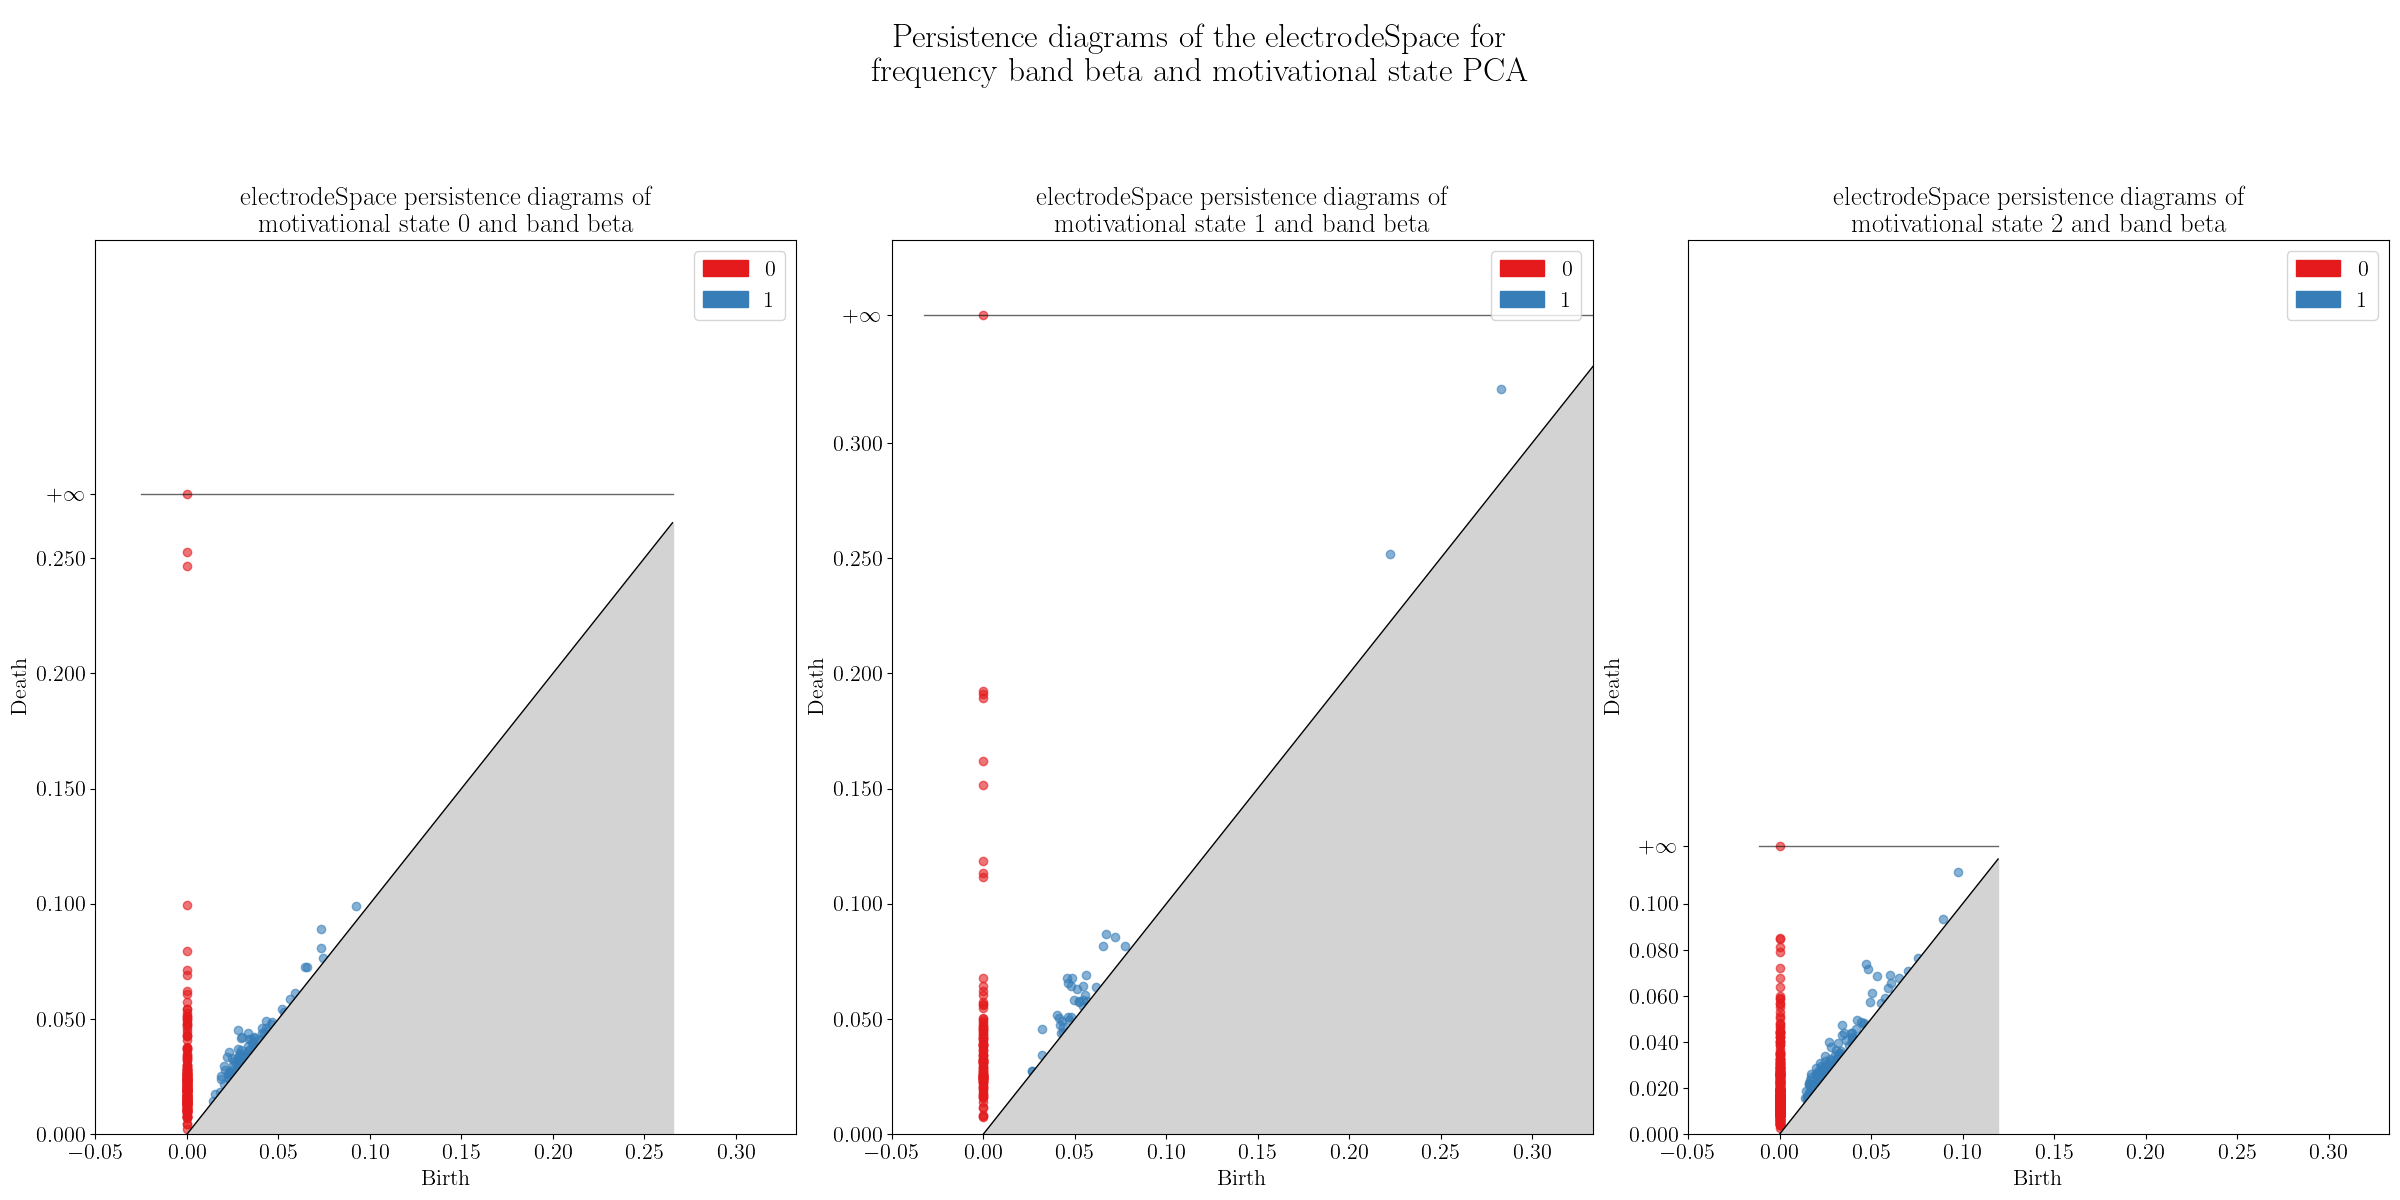 Persistence diagrams of the electrodeSpace for
frequency band beta and motivational state PCA
electrodeSpace persistence diagrams of
motivational state 0 and band beta
0
1
+∞
0.250
0.200
0.150
0.100
0.050
0.000
Death
−0.05 0.00 0.05 0.10 0.15 0.20 0.25 0.30
Birth
electrodeSpace persistence diagrams of
motivational state 1 and band beta
0
1
+∞
0.300
0.250
0.200
0.150
0.100
0.050
0.000
Death
−0.05 0.00 0.05 0.10 0.15 0.20 0.25 0.30
Birth
electrodeSpace persistence diagrams of
motivational state 2 and band beta
0
1
+∞
0.100
0.080
0.060
0.040
0.020
0.000
Death
−0.05 0.00 0.05 0.10 0.15 0.20 0.25 0.30
Birth